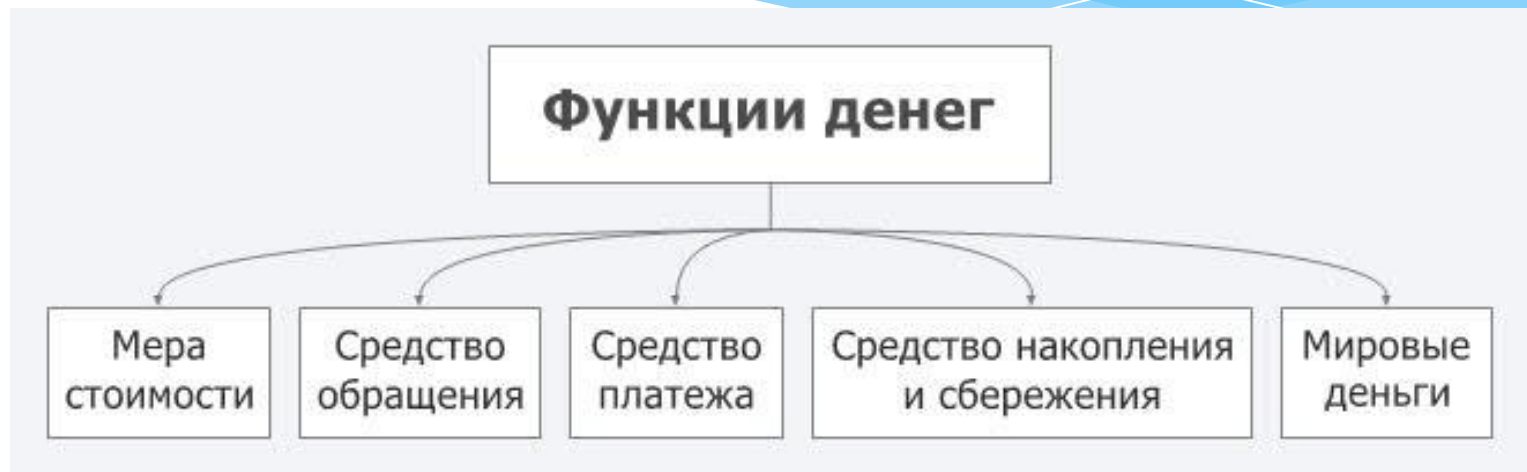 Функции денег
Мера
стоимости
Средство
обращения
Средство
платежа
Средство накопления
и сбережения
Мировые
деньги